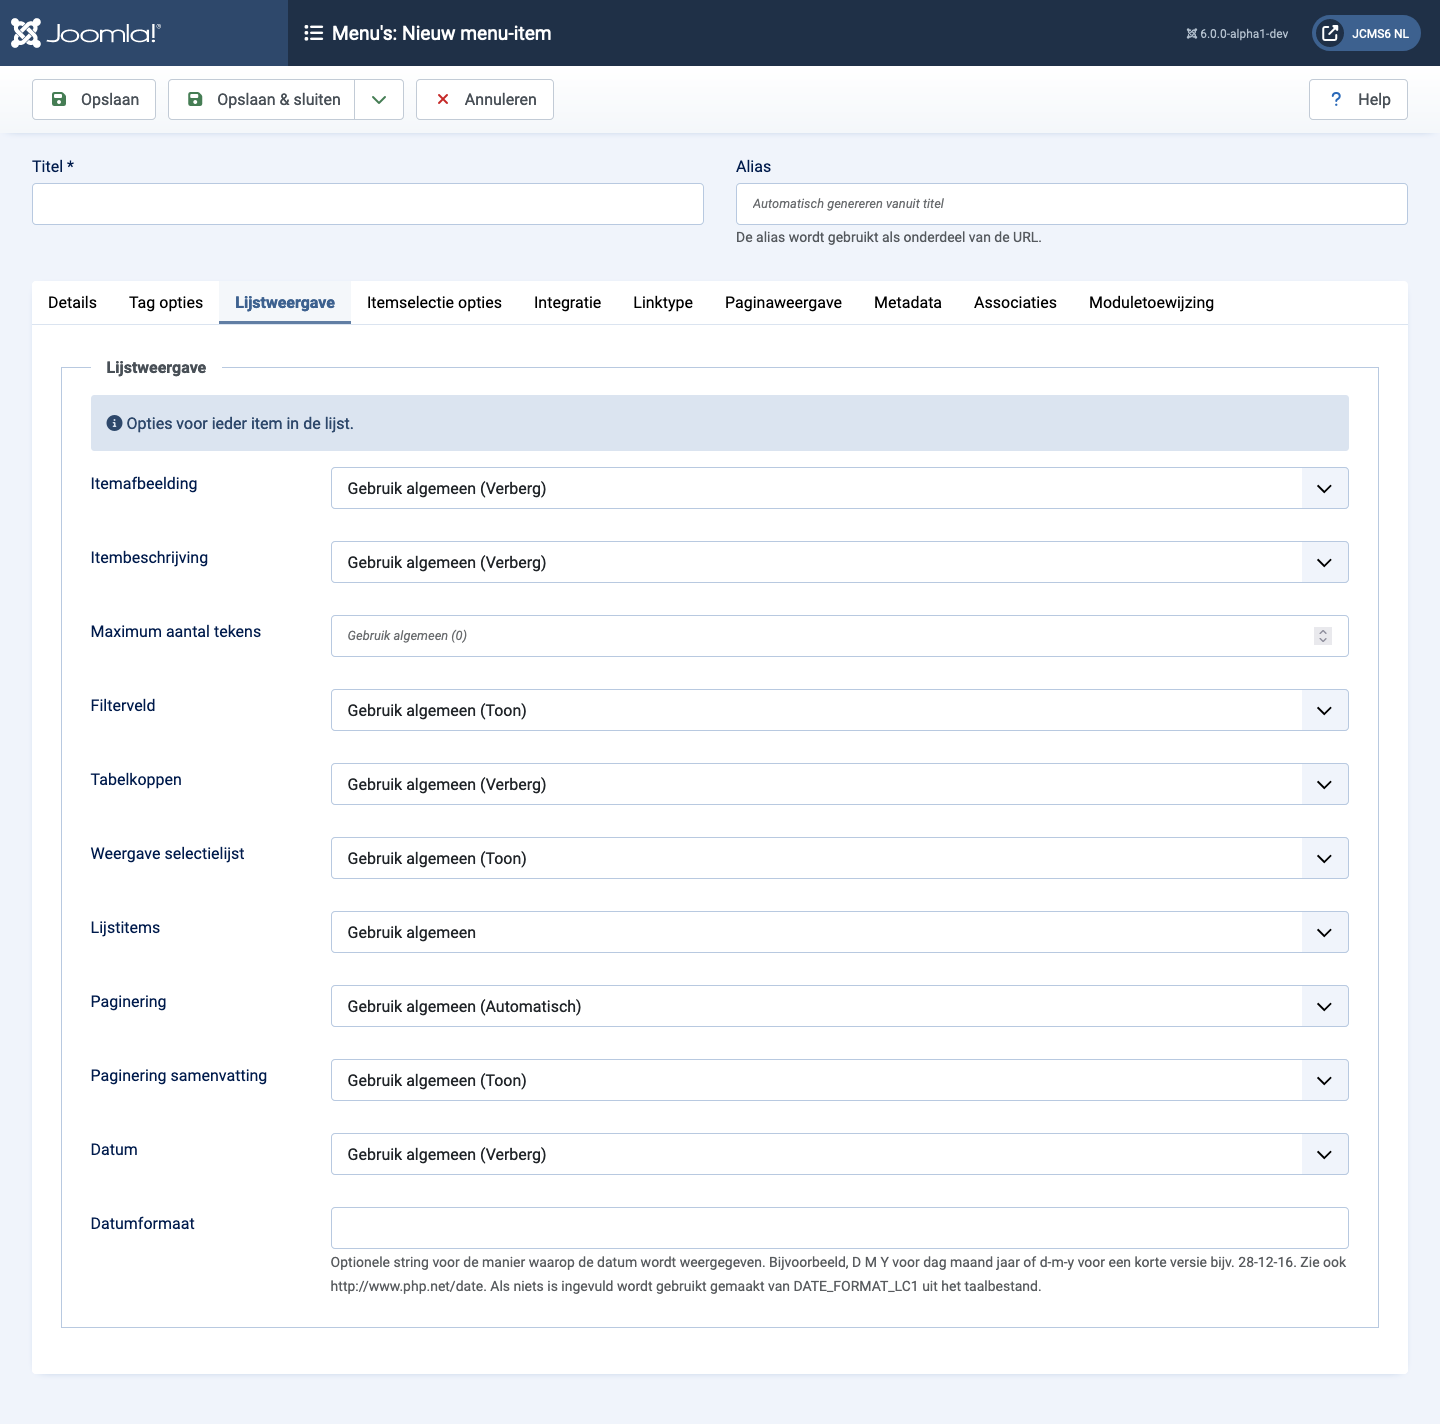 Joomla!®
Menu's: Nieuw menu-item
6.0.0-alpha1-dev
JCMS6 NL
Opslaan
Opslaan & sluiten
Annuleren
? Help
Titel *
Alias
Automatisch genereren vanuit titel
De alias wordt gebruikt als onderdeel van de URL.
Details Tag opties Lijstweergave Itemselectie opties Integratie Linktype Paginaweergave Metadata Associaties Moduletoewijzing
Lijstweergave
Opties voor ieder item in de lijst.
Itemafbeelding
Gebruik algemeen (Verberg)
Itembeschrijving
Gebruik algemeen (Verberg)
Maximum aantal tekens
Gebruik algemeen (0)
Filterveld
Gebruik algemeen (Toon)
Tabelkoppen
Gebruik algemeen (Verberg)
Weergave selectielijst
Gebruik algemeen (Toon)
Lijstitems
Gebruik algemeen
Paginering
Gebruik algemeen (Automatisch)
Paginering samenvatting
Gebruik algemeen (Toon)
Datum
Gebruik algemeen (Verberg)
Datumformaat
Optionele string voor de manier waarop de datum wordt weergegeven. Bijvoorbeeld, D M Y voor dag maand jaar of d-m-y voor een korte versie bijv. 28-12-16. Zie ook
http://www.php.net/date. Als niets is ingevuld wordt gebruikt gemaakt van DATE_FORMAT_LC1 uit het taalbestand.